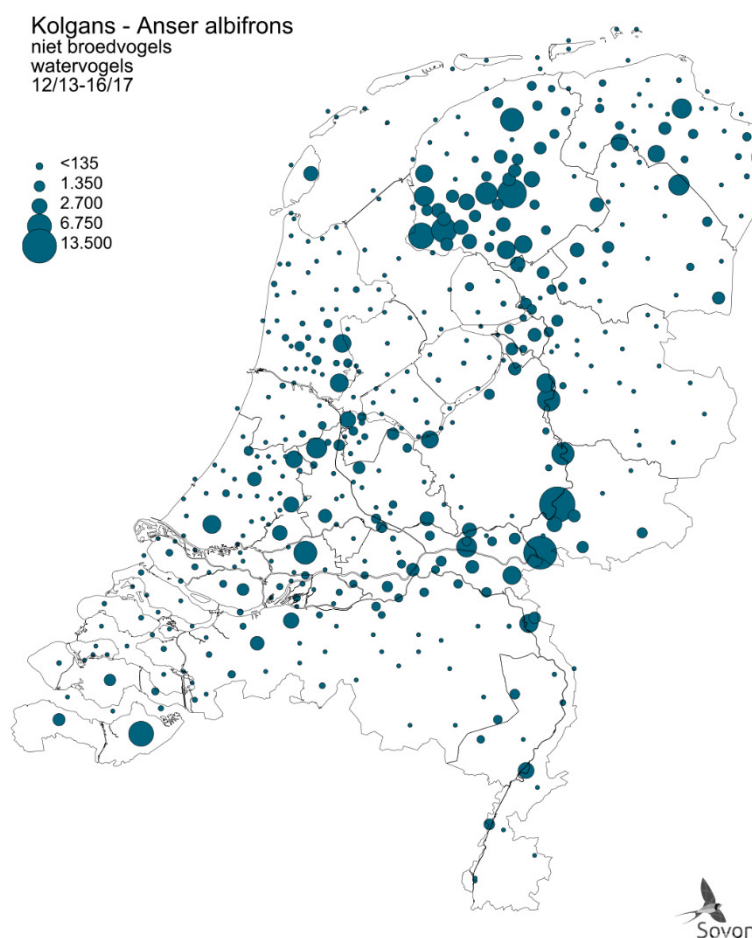 Kolgans - Anser albifrons
niet broedvogels
watervogels
12/13-16/17
<135
1.350
2.700
6.750
13.500
Sovon